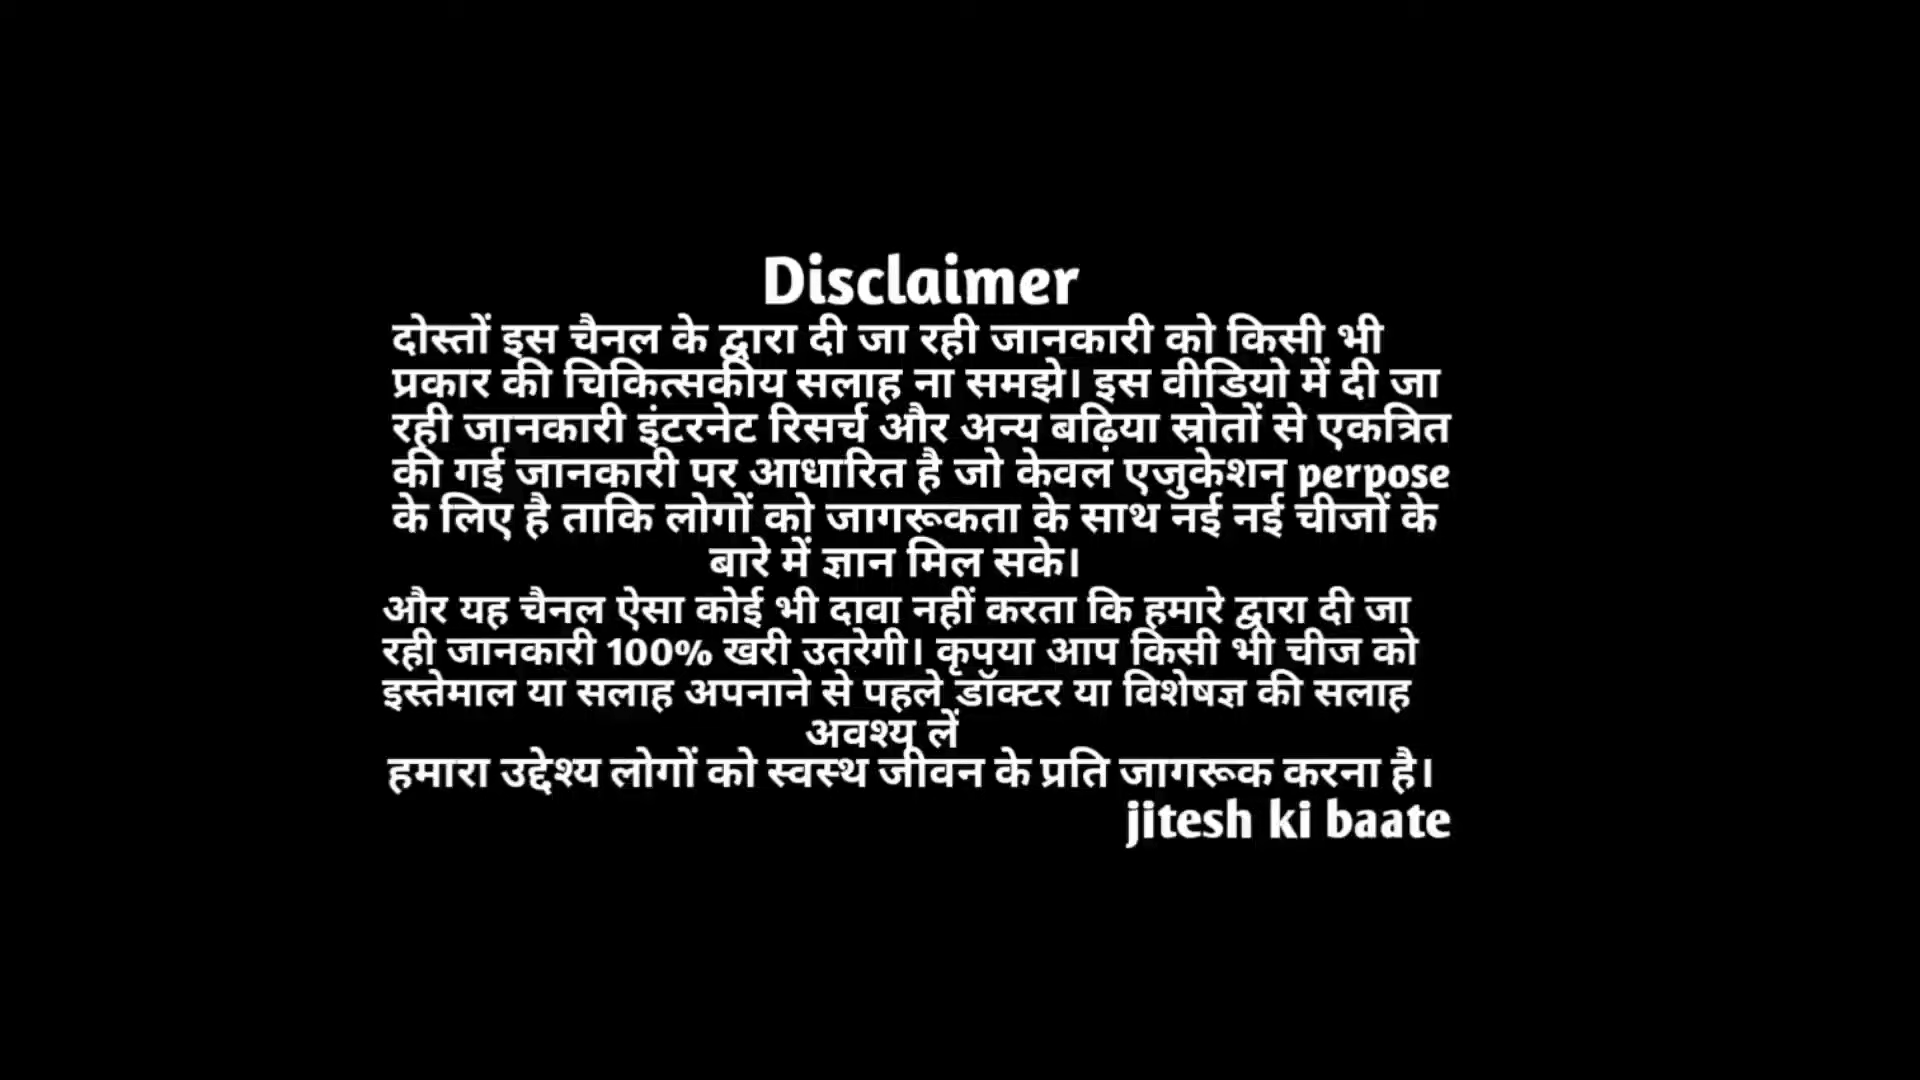 Disclaimer
दोस्तों इस चैनल के द्वारा दी जा रही जानकारी को किसी भी
प्रकार की चिकित्सकीय सलाह ना समझे। इस वीडियो में दी जा
रही जानकारी इंटरनेट रिसर्च और अन्य बढ़िया स्रोतों से एकत्रित
की गई जानकारी पर आधारित है जो केवल एजुकेशन perpose
के लिए है ताकि लोगों को जागरूकता के साथ नई नई चीजों के
बारे में ज्ञान मिल सके।
और यह चैनल ऐसा कोई भी दावा नहीं करता कि हमारे द्वारा दी जा
रही जानकारी 100% खरी उतरेगी। कृपया आप किसी भी चीज को
इस्तेमाल या सलाह अपनाने से पहले डॉक्टर या विशेषज्ञ की सलाह
अवश्य लें
हमारा उद्देश्य लोगों को स्वस्थ जीवन के प्रति जागरूक करना है।
jitesh ki baate